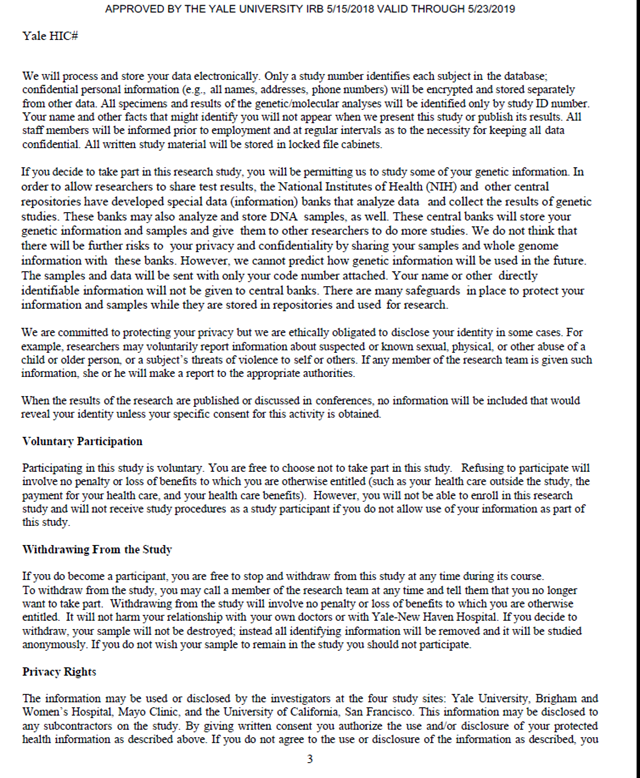 APPROVED BY THE YALE UNIVERSITY IRB 5/15/2018 VALID THROUGH 5/23/2019
Yale HIC#
We will process and store your data electronically. Only a study number identifies each subject in the database;
confidential personal information (e.g., all names, addresses, phone numbers) will be encrypted and stored separately
from other data. All specimens and results of the genetic/molecular analyses will be identified only by study ID number.
Your name and other facts that might identify you will not appear when we present this study or publish its results. All
staff members will be informed prior to employment and at regular intervals as to the necessity for keeping all data
confidential. All written study material will be stored in locked file cabinets.
If you decide to take part in this research study, you will be permitting us to study some of your genetic information. In
order to allow researchers to share test results, the National Institutes of Health (NIH) and other central
repositories have developed special data (information) banks that analyze data and collect the results of genetic
studies. These banks may also analyze and store DNA samples, as well. These central banks will store your
genetic information and samples and give them to other researchers to do more studies. We do not think that
there will be further risks to your privacy and confidentiality by sharing your samples and whole genome
information with these banks. However, we cannot predict how genetic information will be used in the future.
The samples and data will be sent with only your code number attached. Your name or other directly
identifiable information will not be given to central banks. There are many safeguards in place to protect your
information and samples while they are stored in repositories and used for research.
We are committed to protecting your privacy but we are ethically obligated to disclose your identity in some cases. For
example, researchers may voluntarily report information about suspected or known sexual, physical, or other abuse of a
child or older person, or a subject's threats of violence to self or others. If any member of the research team is given such
information, she or he will make a report to the appropriate authorities.
When the results of the research are published or discussed in conferences, no information will be included that would
reveal your identity unless your specific consent for this activity is obtained.
Voluntary Participation
Participating in this study is voluntary. You are free to choose not to take part in this study. Refusing to participate will
involve no penalty or loss of benefits to which you are otherwise entitled (such as your health care outside the study, the
payment for your health care, and your health care benefits). However, you will not be able to enroll in this research
study and will not receive study procedures as a study participant if you do not allow use of your information as part of
this study.
Withdrawing From the Study
If you do become a participant, you are free to stop and withdraw from this study at any time during its course.
To withdraw from the study, you may call a member of the research team at any time and tell them that you no longer
want to take part. Withdrawing from the study will involve no penalty or loss of benefits to which you are otherwise
entitled. It will not harm your relationship with your own doctors or with Yale-New Haven Hospital. If you decide to
withdraw, your sample will not be destroyed; instead all identifying information will be removed and it will be studied
anonymously. If you do not wish your sample to remain in the study you should not participate.
Privacy Rights
The information may be used or disclosed by the investigators at the four study sites: Yale University, Brigham and
Women's Hospital, Mayo Clinic, and the University of California, San Francisco. This information may be disclosed to
any subcontractors on the study. By giving written consent you authorize the use and/or disclosure of your protected
health information as described above. If you do not agree to the use or disclosure of the information as described, you
3